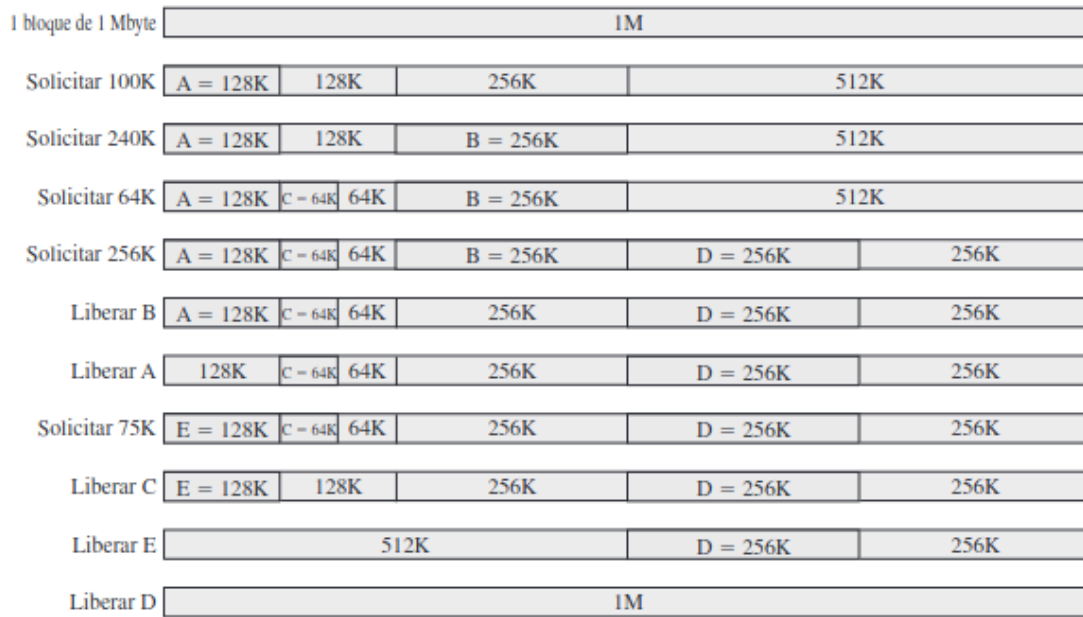 1 bloque de 1 Mbyte 1M
Solicitar 100K A = 128K 128K 256K 512K
Solicitar 240K A = 128K 128K B = 256K 512K
Solicitar 64K A = 128K C = 64K 64K B = 256K 512K
Solicitar 256K A = 128K C = 64K 64K B = 256K D = 256K 256K
Liberar B A = 128K C = 64K 64K 256K D = 256K 256K
Liberar A 128K C = 64K 64K 256K D = 256K 256K
Solicitar 75K E = 128K C = 64K 64K 256K D = 256K 256K
Liberar C E = 128K 128K 256K D = 256K 256K
Liberar E 512K D = 256K 256K
Liberar D 1M